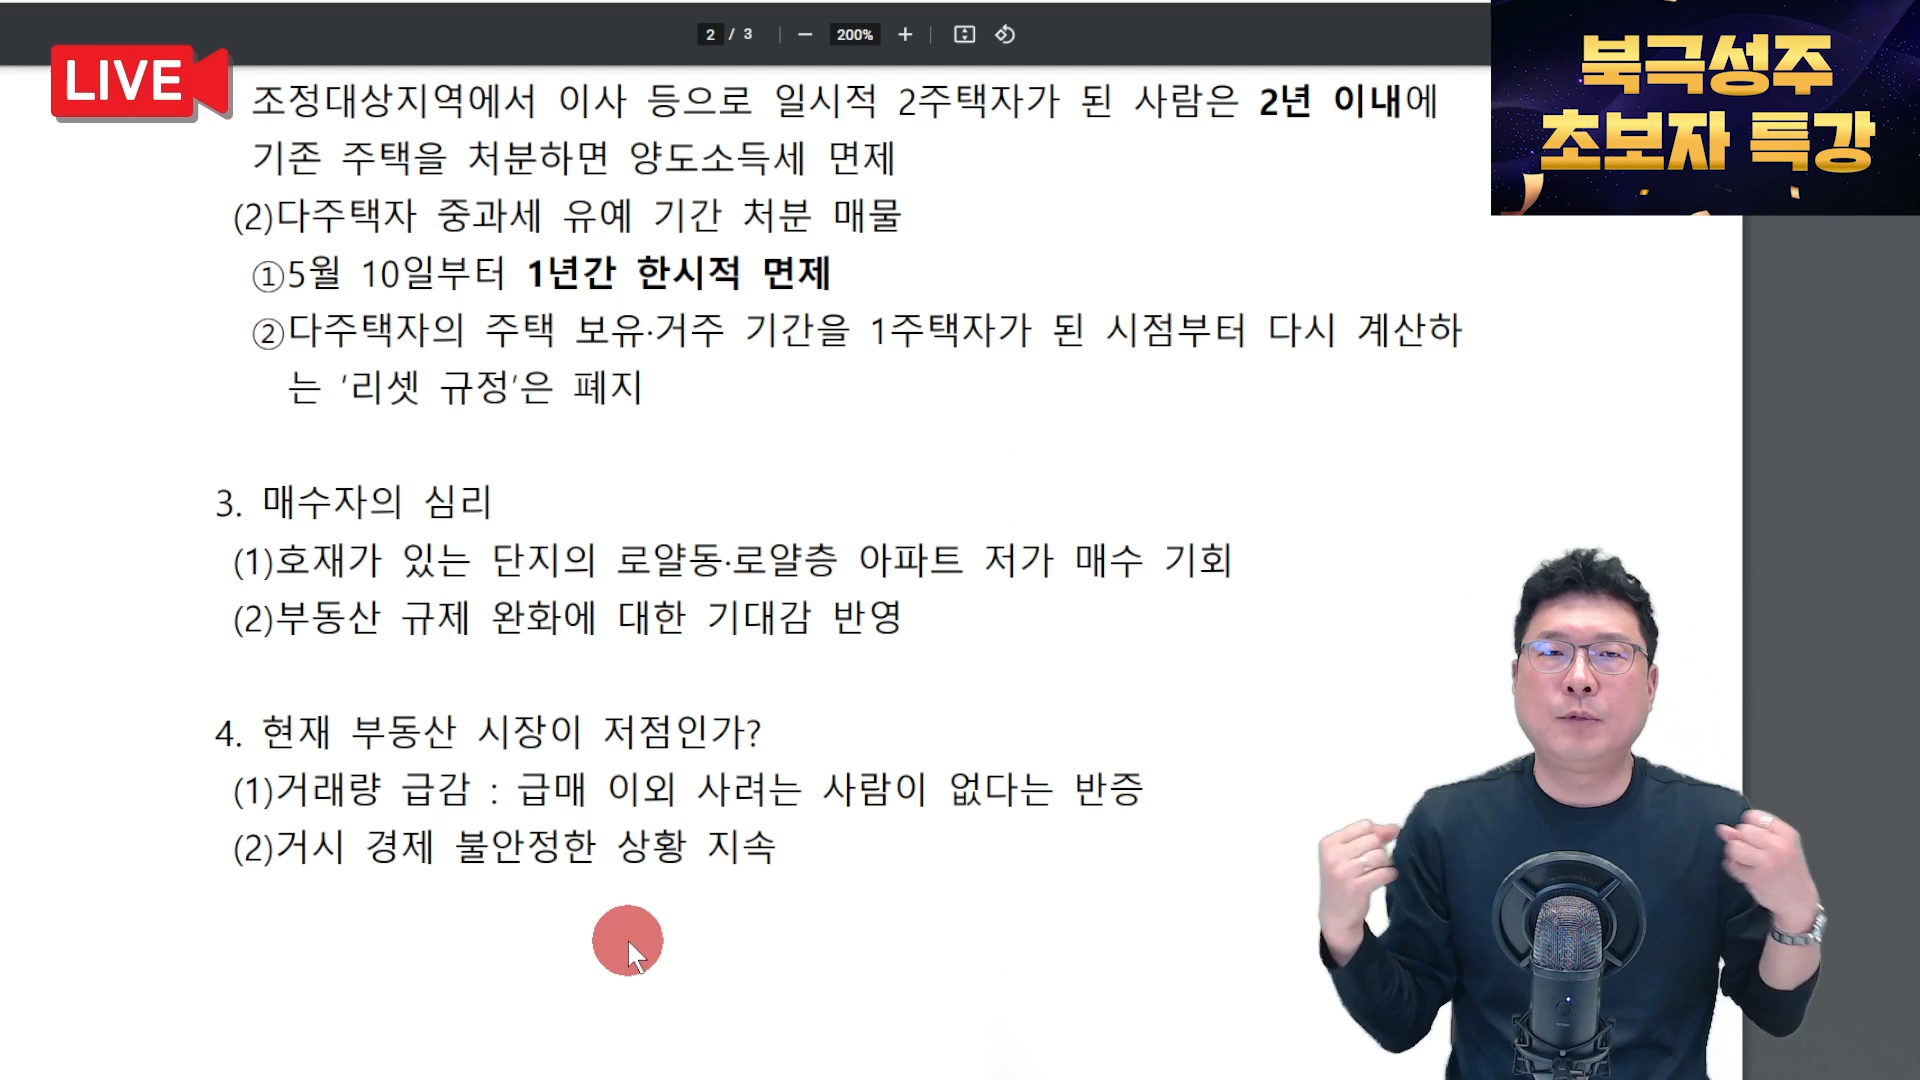 2 / 3
200%
LIVE
북극성주
초보자 특강
조정대상지역에서 이사 등으로 일시적 2주택자가 된 사람은 2년 이내에
기존 주택을 처분하면 양도소득세 면제
(2)다주택자 중과세 유예 기간 처분 매물
①5월 10일부터 1년간 한시적 면제
②다주택자의 주택 보유·거주 기간을 1주택자가 된 시점부터 다시 계산하
는 ‘리셋 규정’은 폐지
3. 매수자의 심리
(1)호재가 있는 단지의 로얄동·로얄층 아파트 저가 매수 기회
(2)부동산 규제 완화에 대한 기대감 반영
4. 현재 부동산 시장이 저점인가?
(1)거래량 급감 : 급매 이외 사려는 사람이 없다는 반증
(2)거시 경제 불안정한 상황 지속